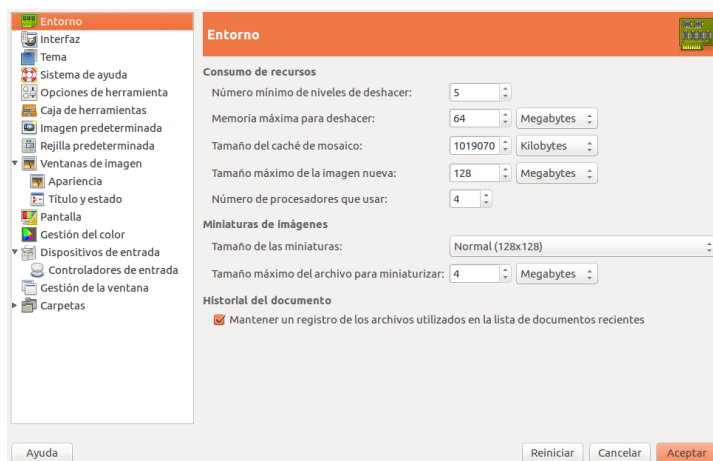 Entorno
Interfaz
Tema
Sistema de ayuda
Opciones de herramienta
Caja de herramientas
Imagen predeterminada
Rejilla predeterminada
Ventanas de imagen
Apariencia
Título y estado
Pantalla
Gestión del color
Dispositivos de entrada
Controladores de entrada
Gestión de la ventana
Carpetas
Entorno
Consumo de recursos
Número mínimo de niveles de deshacer: 5
Memoria máxima para deshacer: 64 Megabytes
Tamaño del caché de mosaico: 1019070 Kilobytes
Tamaño máximo de la imagen nueva: 128 Megabytes
Número de procesadores que usar: 4
Miniaturas de imágenes
Tamaño de las miniaturas: Normal (128x128)
Tamaño máximo del archivo para miniaturizar: 4 Megabytes
Historial del documento
Mantener un registro de los archivos utilizados en la lista de documentos recientes
Ayuda Reiniciar Cancelar Aceptar